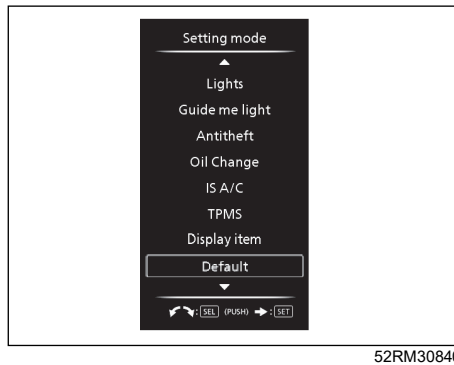 Setting mode
Lights
Guide me light
Antitheft
Oil Change
IS A/C
TPMS
Display item
Default
: SEL (PUSH) : SET
52RM30840